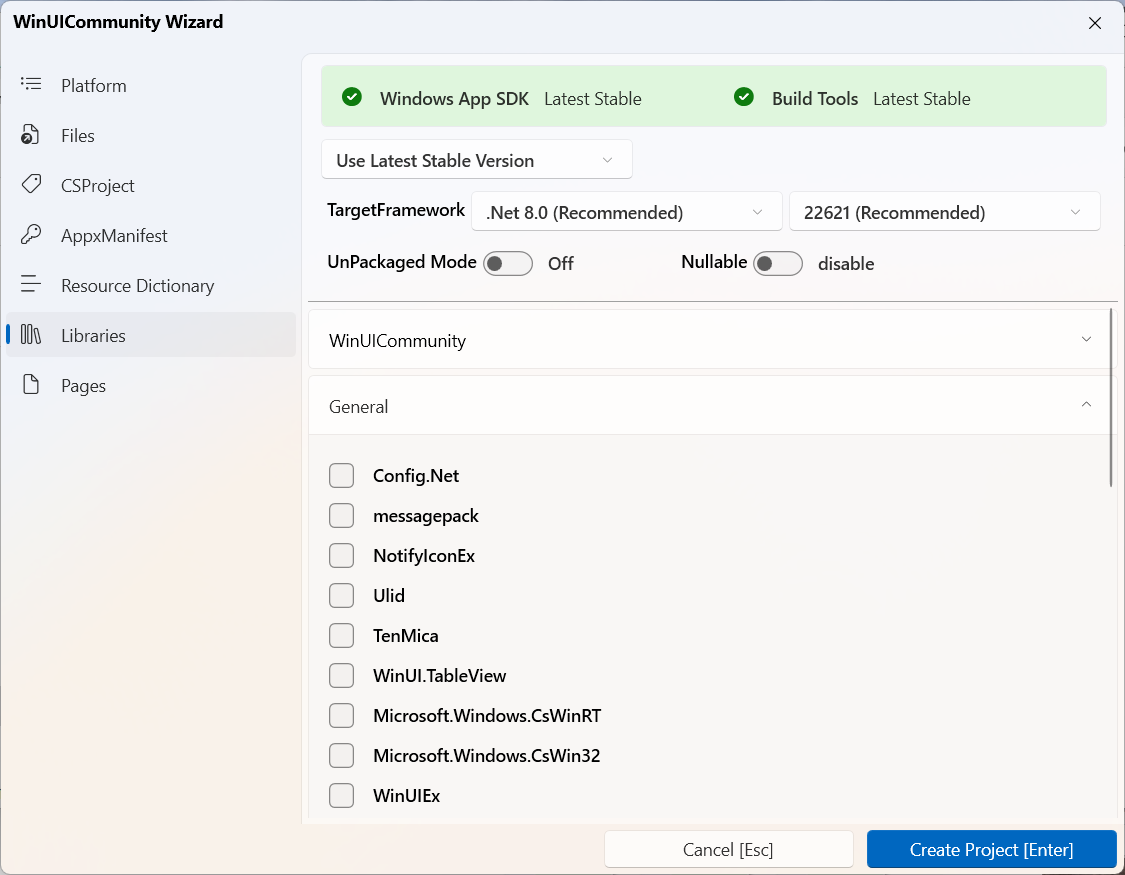 WinUICommunity Wizard
Platform
Files
CSProject
AppxManifest
Resource Dictionary
Libraries
Pages
Windows App SDK Latest Stable Build Tools Latest Stable
Use Latest Stable Version
TargetFramework .Net 8.0 (Recommended) 22621 (Recommended)
UnPackaged Mode Off Nullable disable
WinUICommunity
General
Config.Net
messagepack
NotifyIconEx
Ulid
TenMica
WinUI.TableView
Microsoft.Windows.CsWinRT
Microsoft.Windows.CsWin32
WinUIEx
Cancel [Esc] Create Project [Enter]